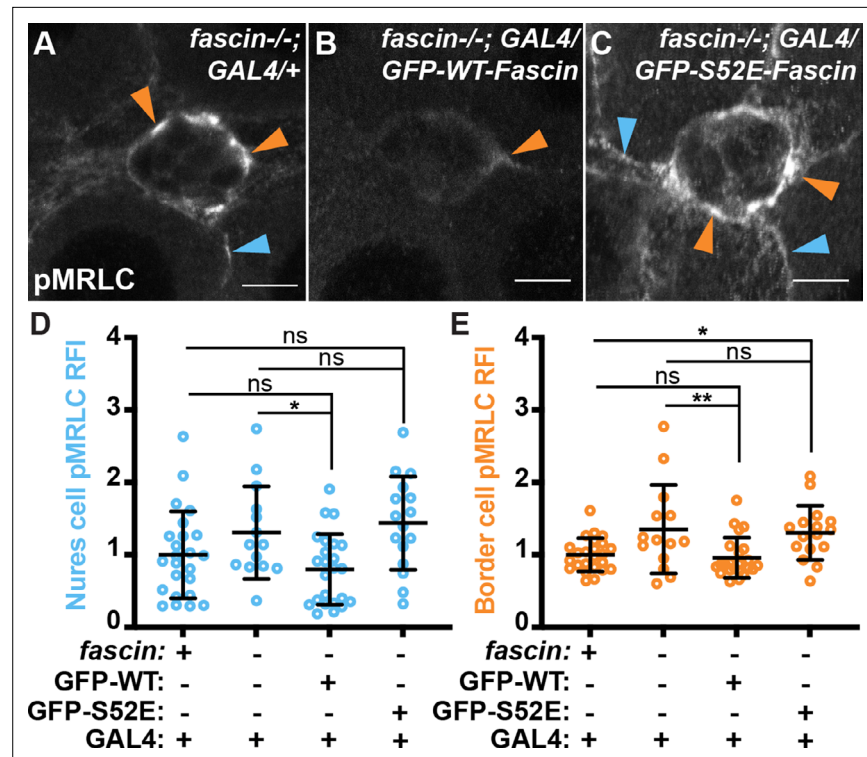 A
fascin-/-;
GAL4/+
B
fascin-/-; GAL4/
GFP-WT-Fascin
C
fascin-/-; GAL4/
GFP-S52E-Fascin
pMRLC
D
Nures cell pMRLC RFI
4
3
2
1
0
ns
ns
ns
*
fascin: + - - -
GFP-WT: - - + -
GFP-S52E: - - - +
GAL4: + + + +
E
Border cell pMRLC RFI
4
3
2
1
0
*
ns
ns
**
fascin: + - - -
GFP-WT: - - + -
GFP-S52E: - - - +
GAL4: + + + +